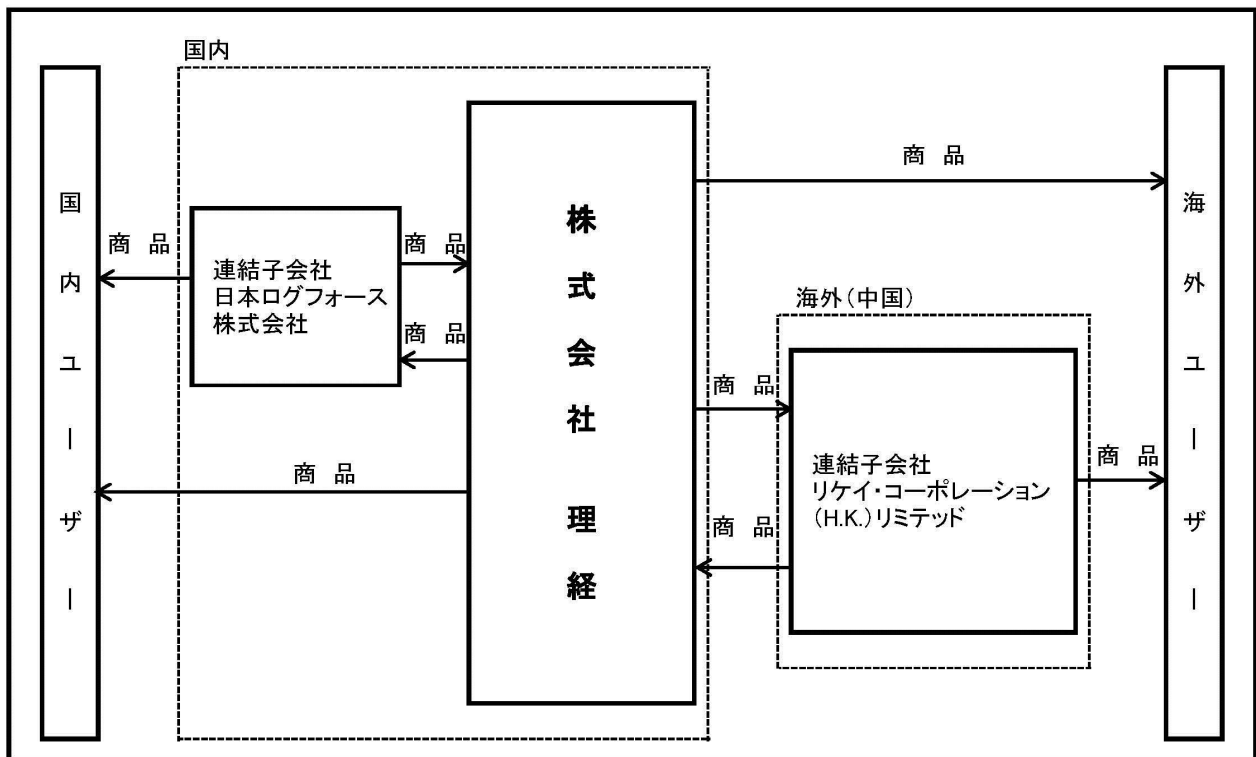 国内
国内ユーザー
商 品
連結子会社
日本ログフォース
株式会社
商 品
商 品
商 品
株式会社 理経
商 品
海外(中国)
商 品
連結子会社
リケイ・コーポレーション
(H.K.)リミテッド
商 品
商 品
海外ユーザー